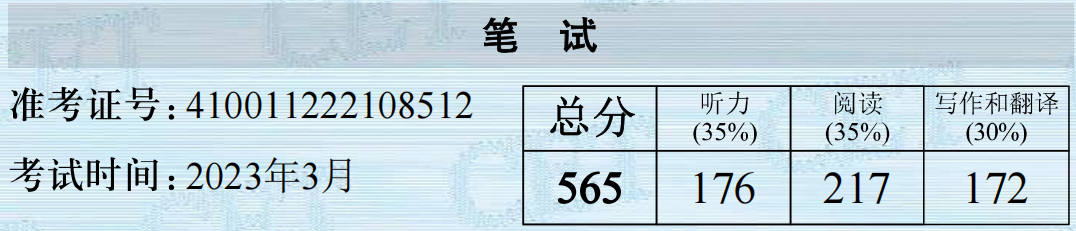 笔 试
准考证号:410011222108512
考试时间:2023年3月
总分 听力 (35%) 阅读 (35%) 写作和翻译 (30%)
565 176 217 172